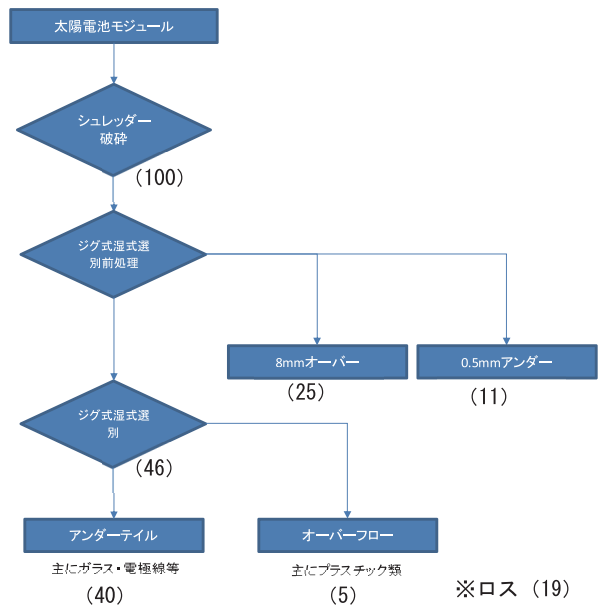 太陽電池モジュール
シュレッダー
破砕
(100)
ジグ式湿式選
別前処理
8mmオーバー
0.5mmアンダー
(25)
(11)
ジグ式湿式選
別
(46)
アンダーテイル
オーバーフロー
主にガラス・電極線等
主にプラスチック類
(40)
(5)
※ロス (19)